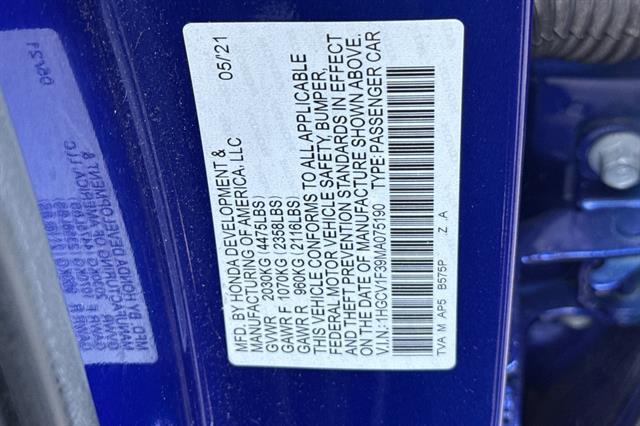 MFD. BY HONDA DEVELOPMENT & 05/21
MANUFACTURING OF AMERICA, LLC
GVWR 2030KG (4475LBS)
GAWR F 1070KG (2358LBS)
GAWR R 960KG (2116LBS)
THIS VEHICLE CONFORMS TO ALL APPLICABLE
FEDERAL MOTOR VEHICLE SAFETY, BUMPER,
AND THEFT PREVENTION STANDARDS IN EFFECT
ON THE DATE OF MANUFACTURE SHOWN ABOVE.
V.I.N.:1HGCV1F39MA075190 TYPE:PASSENGER CAR
TVA M AP5 B575P Z A